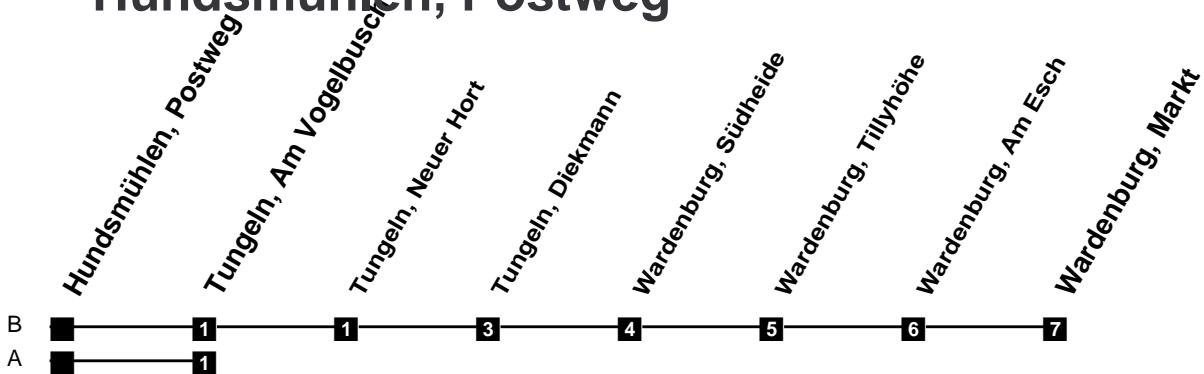 Hundsmühlen, Postweg
Hundsmühlen, Postweg
Tungeln, Am Vogelbusch
Tungeln, Neuer Hort
Tungeln, Diekmann
Wardenburg, Südheide
Wardenburg, Tillyhöhe
Wardenburg, Am Esch
Wardenburg, Markt
B 1 1 3 4 5 6 7
A 1